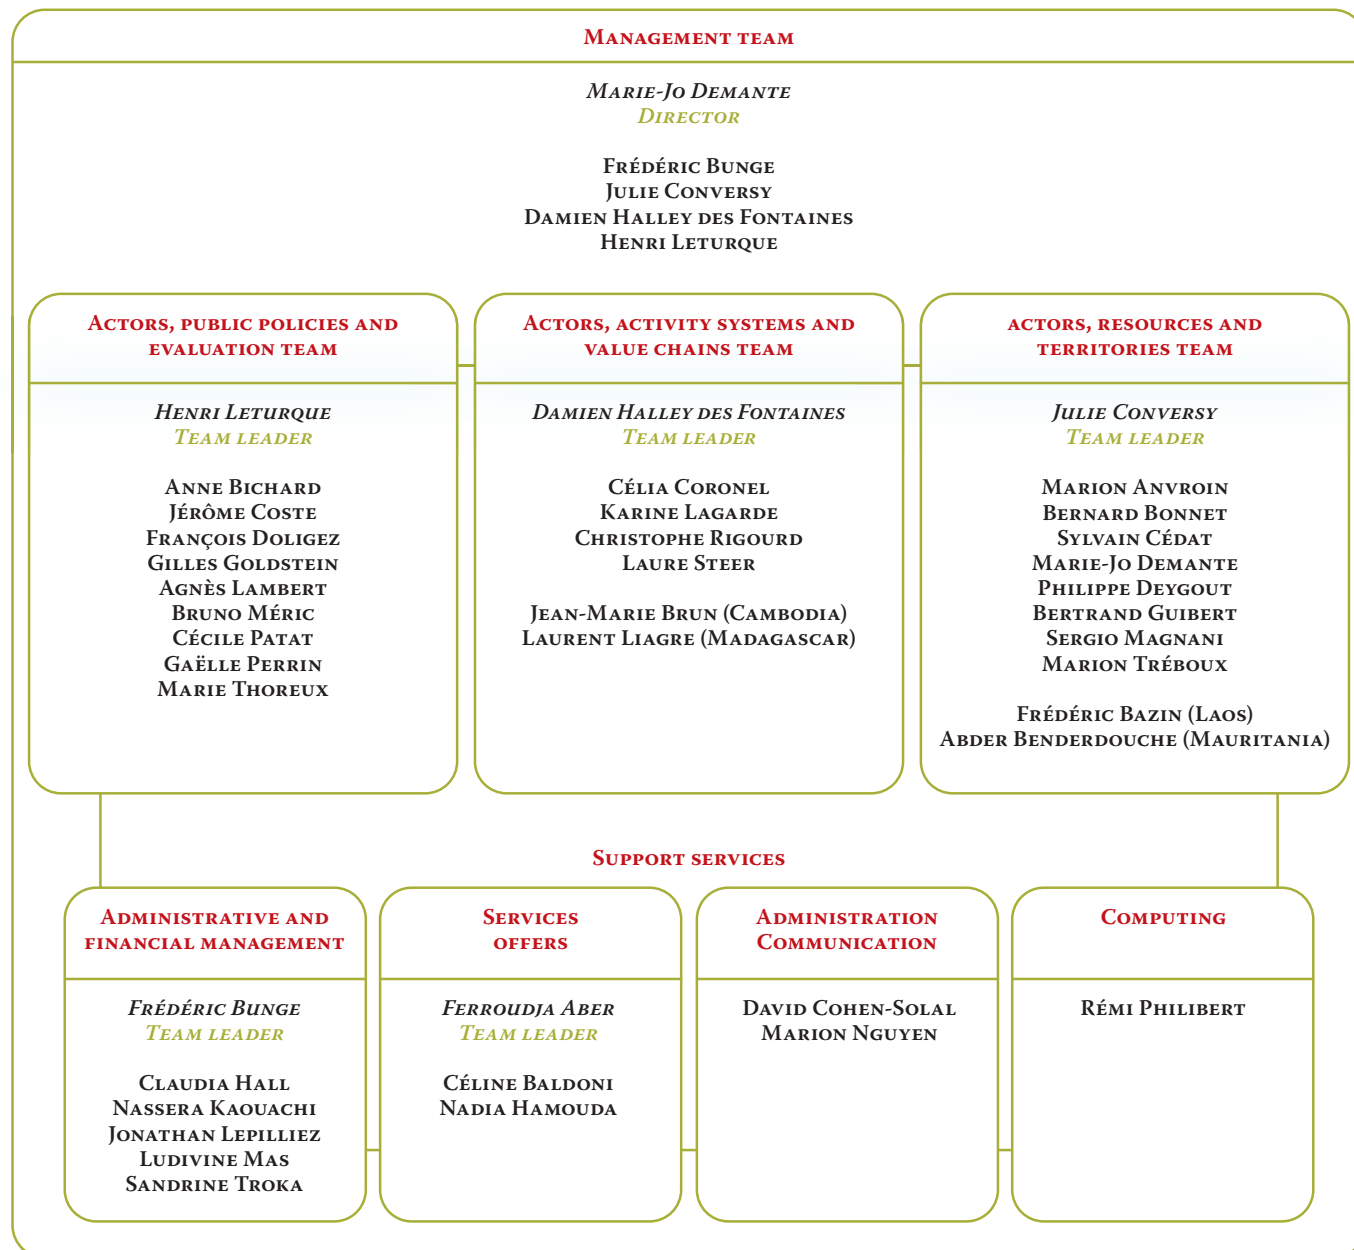 Management team
Marie-Jo Demante
Director
Frédéric Bunge
Julie Conversy
Damien Halley des Fontaines
Henri Leturque
Actors, public policies and
evaluation team
Henri Leturque
Team leader
Anne Bichard
Jérôme Coste
François Doligez
Gilles Goldstein
Agnès Lambert
Bruno Méric
Cécile Patat
Gaëlle Perrin
Marie Thoreux
Actors, activity systems and
value chains team
Damien Halley des Fontaines
Team leader
Célia Coronel
Karine Lagarde
Christophe Rigourd
Laure Steer
Jean-Marie Brun (Cambodia)
Laurent Liagre (Madagascar)
actors, resources and
territories team
Julie Conversy
Team leader
Marion Anvroin
Bernard Bonnet
Sylvain Cédat
Marie-Jo Demante
Philippe Deygout
Bertrand Guibert
Sergio Magnani
Marion Tréboux
Frédéric Bazin (Laos)
Abder Benderdouche (Mauritania)
Support services
Administrative and
financial management
Frédéric Bunge
Team leader
Claudia Hall
Nassera Kaouachi
Jonathan Lepilliez
Ludivine Mas
Sandrine Troka
Services
offers
Ferroudja Aber
Team leader
Céline Baldoni
Nadia Hamouda
Administration
Communication
David Cohen-Solal
Marion Nguyen
Computing
Rémi Philibert